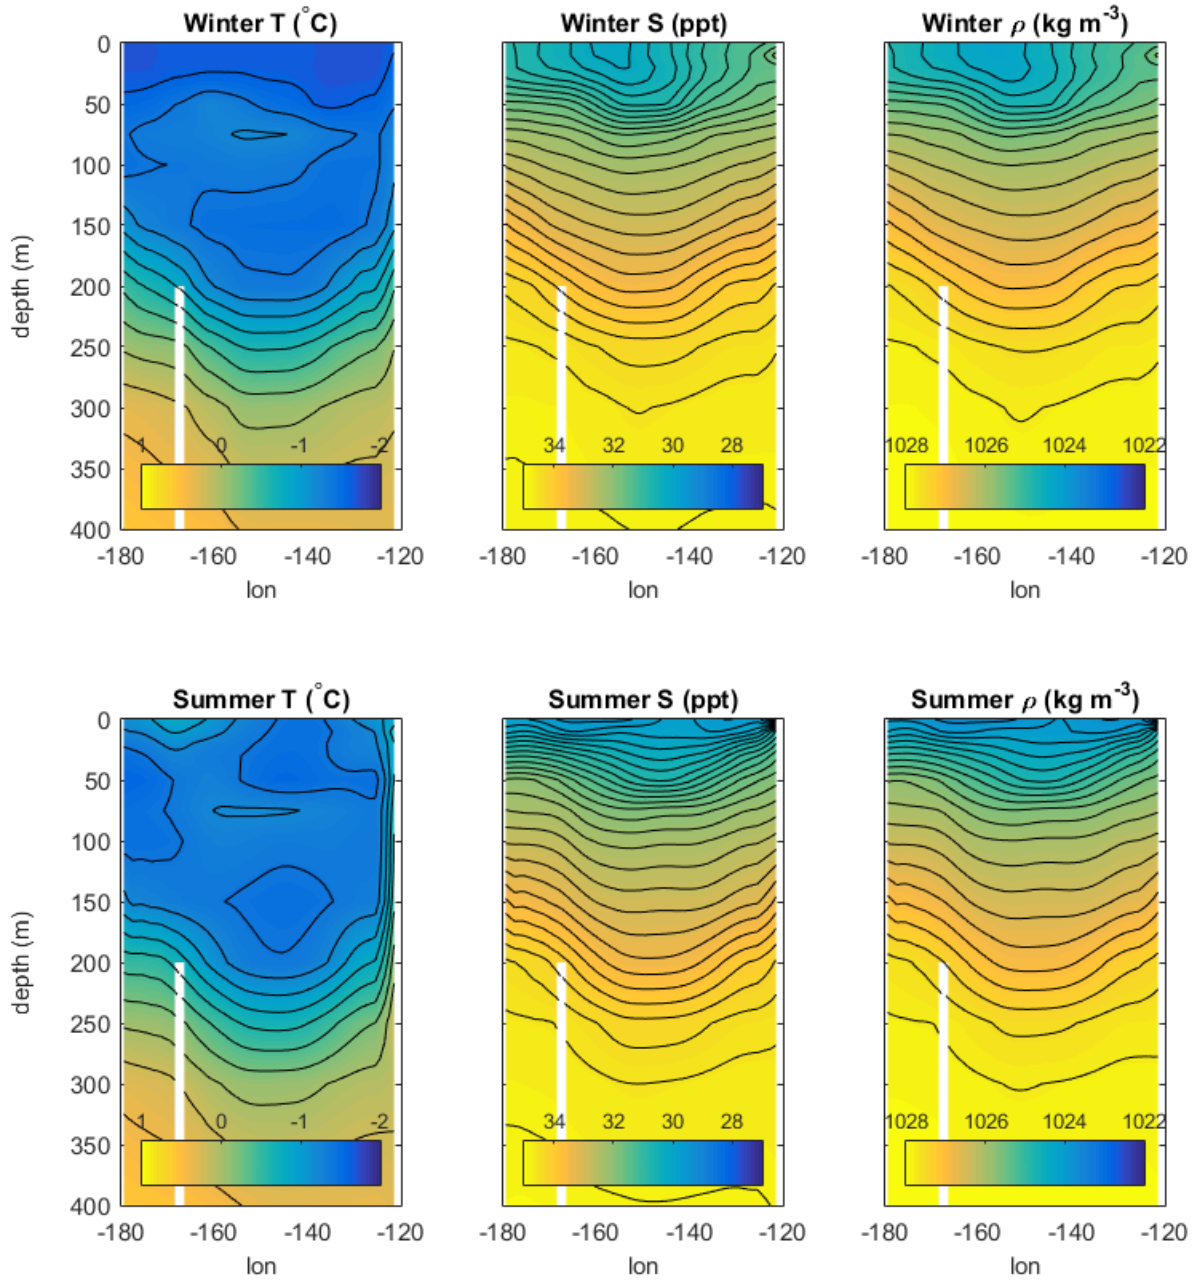 Winter T (°C)
Winter S (ppt)
Winter ρ (kg m⁻³)
0
50
100
150
200
250
300
350
400
depth (m)
1 0 -1 -2
-180 -160 -140 -120
lon
34 32 30 28
-180 -160 -140 -120
lon
1028 1026 1024 1022
-180 -160 -140 -120
lon
Summer T (°C)
Summer S (ppt)
Summer ρ (kg m⁻³)
0
50
100
150
200
250
300
350
400
depth (m)
1 0 -1 -2
-180 -160 -140 -120
lon
34 32 30 28
-180 -160 -140 -120
lon
1028 1026 1024 1022
-180 -160 -140 -120
lon